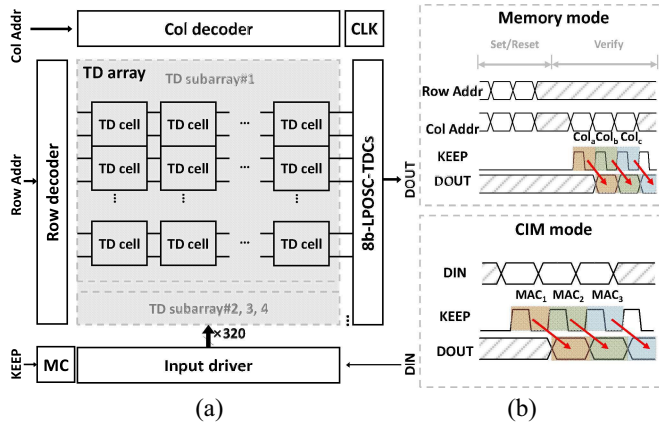 Col Addr
Col decoder
CLK
TD array
TD subarray#1
TD cell
TD cell
...
TD cell
TD cell
TD cell
...
TD cell
...
...
...
TD cell
TD cell
...
TD cell
TD subarray#2, 3, 4
...
Row Addr
Row decoder
8b-LPOSC-TDCs
DOUT
×320
KEEP
MC
Input driver
DIN
(a)
Memory mode
Set/Reset
Verify
Row Addr
Col Addr
Cola Colb Colc
KEEP
DOUT
CIM mode
DIN
MAC1 MAC2 MAC3
KEEP
DOUT
(b)